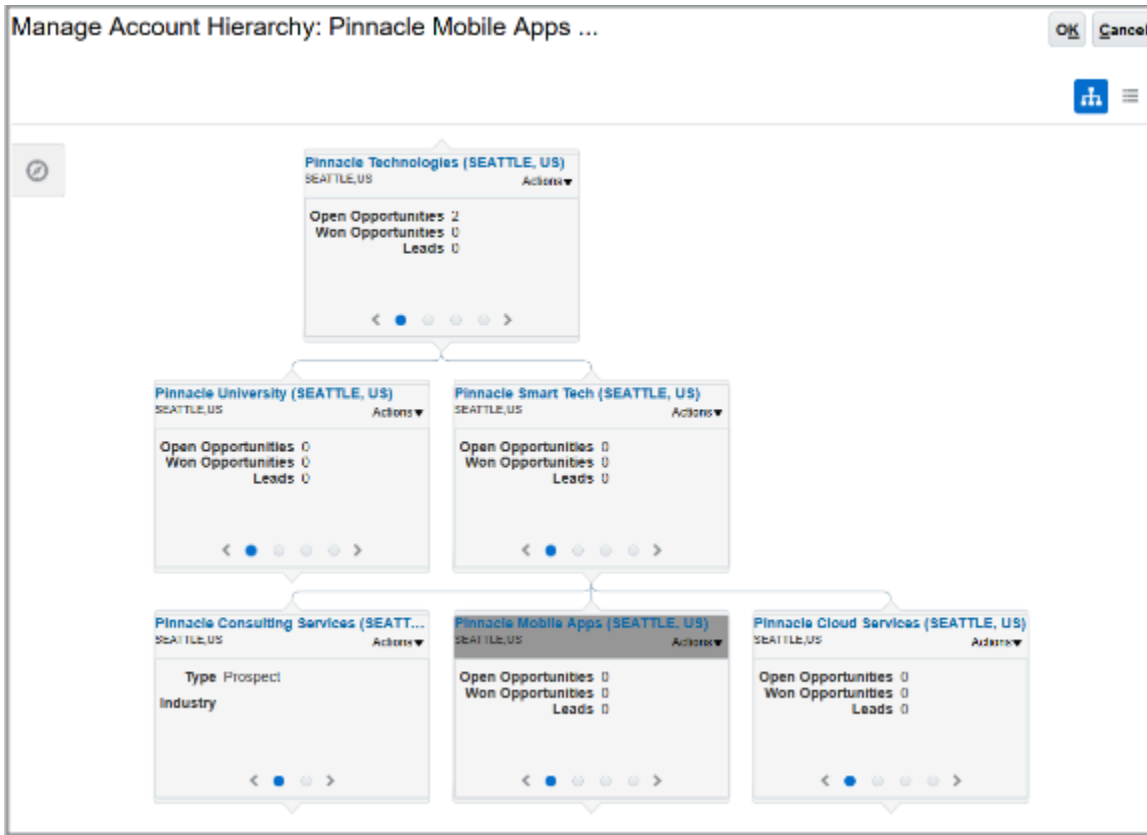 Manage Account Hierarchy: Pinnacle Mobile Apps ...
OK Cancel
Pinnacle Technologies (SEATTLE, US)
SEATTLE,US Actions
Open Opportunities 2
Won Opportunities 0
Leads 0
Pinnacle University (SEATTLE, US)
SEATTLE,US Actions
Open Opportunities 0
Won Opportunities 0
Leads 0
Pinnacle Smart Tech (SEATTLE, US)
SEATTLE,US Actions
Open Opportunities 0
Won Opportunities 0
Leads 0
Pinnacle Consulting Services (SEATT...
SEATTLE,US Actions
Type Prospect
Industry
Pinnacle Mobile Apps (SEATTLE, US)
SEATTLE,US Actions
Open Opportunities 0
Won Opportunities 0
Leads 0
Pinnacle Cloud Services (SEATTLE, US)
SEATTLE,US Actions
Open Opportunities 0
Won Opportunities 0
Leads 0